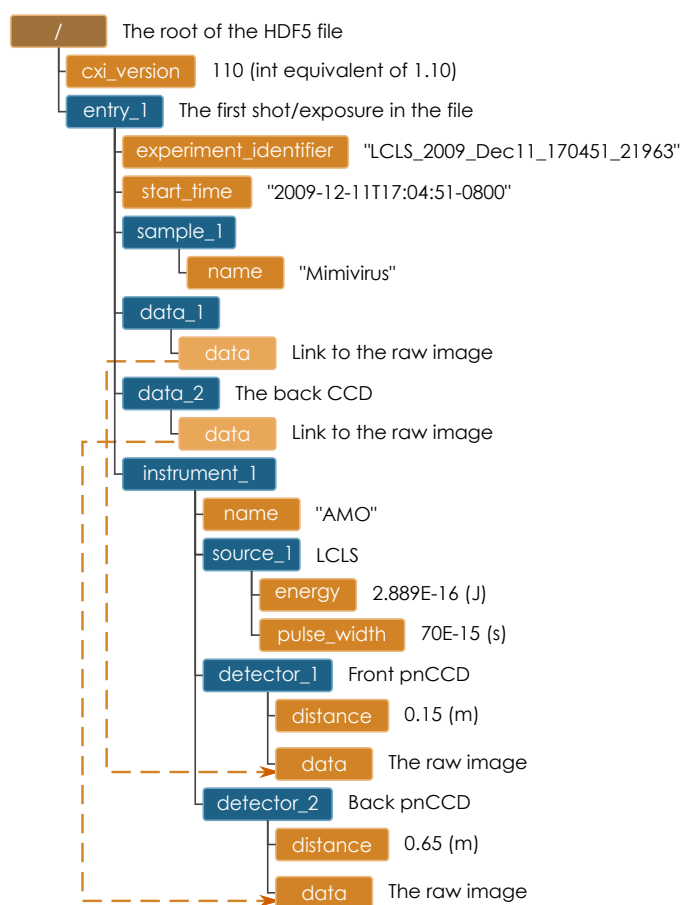 / The root of the HDF5 file
cxi_version 110 (int equivalent of 1.10)
entry_1 The first shot/exposure in the file
experiment_identifier "LCLS_2009_Dec11_170451_21963"
start_time "2009-12-11T17:04:51-0800"
sample_1
name "Mimivirus"
data_1
data Link to the raw image
data_2 The back CCD
data Link to the raw image
instrument_1
name "AMO"
source_1 LCLS
energy 2.889E-16 (J)
pulse_width 70E-15 (s)
detector_1 Front pnCCD
distance 0.15 (m)
data The raw image
detector_2 Back pnCCD
distance 0.65 (m)
data The raw image